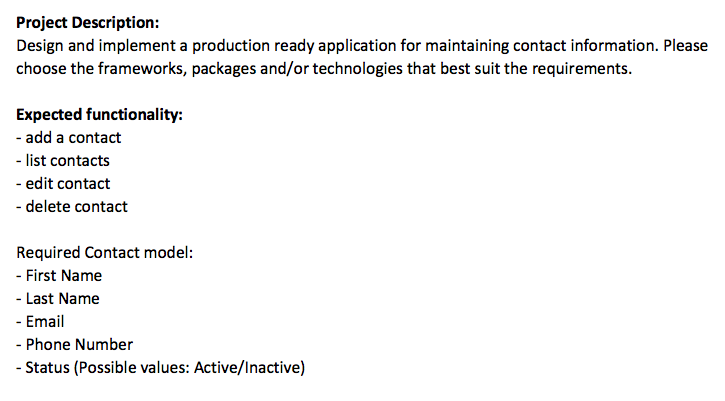 Project Description:
Design and implement a production ready application for maintaining contact information. Please
choose the frameworks, packages and/or technologies that best suit the requirements.
Expected functionality:
- add a contact
- list contacts
- edit contact
- delete contact
Required Contact model:
- First Name
- Last Name
- Email
- Phone Number
- Status (Possible values: Active/Inactive)